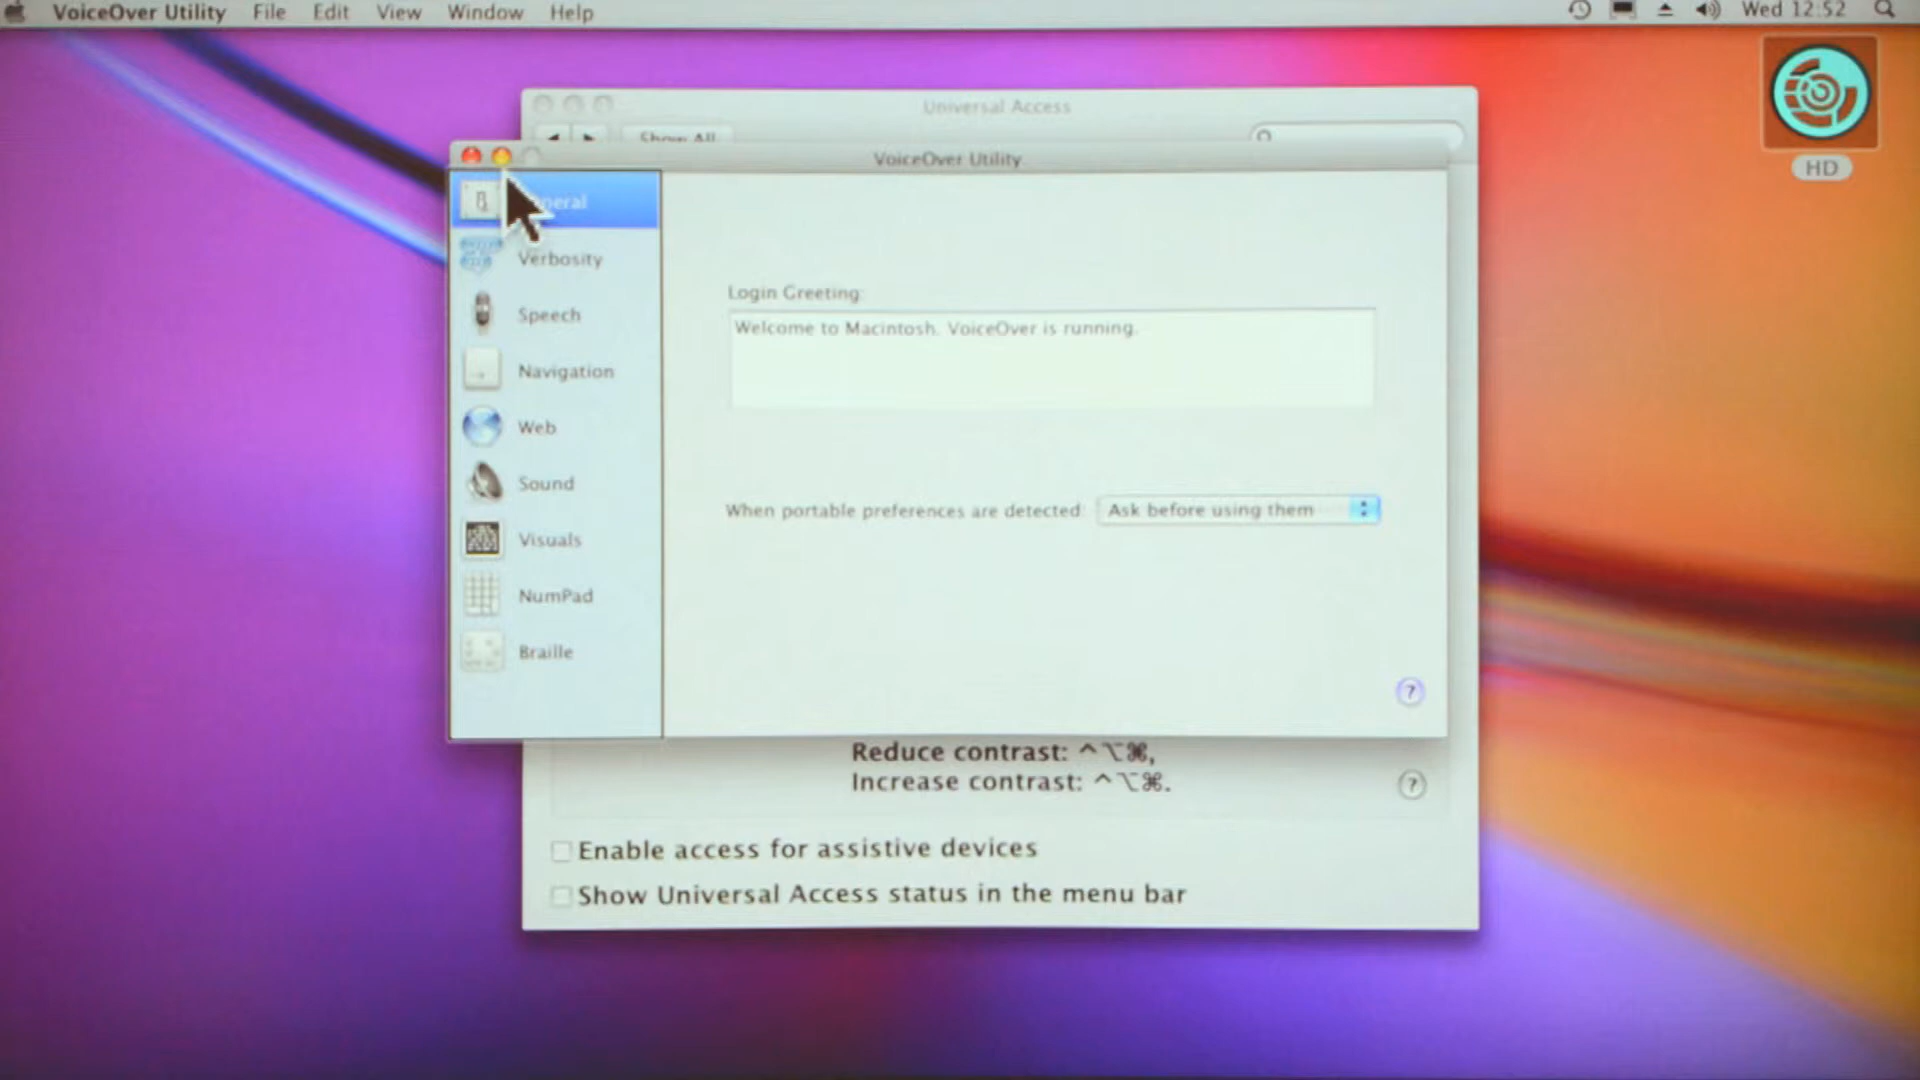 VoiceOver Utility File Edit View Window Help Wed 12:52
HD
Universal Access
Show All
VoiceOver Utility
Verbosity
Speech
Navigation
Web
Sound
Visuals
NumPad
Braille
Login Greeting:
Welcome to Macintosh. VoiceOver is running.
When portable preferences are detected
Ask before using them
?
Reduce contrast: ^⌥⌘,
Increase contrast: ^⌥⌘.
?
Enable access for assistive devices
Show Universal Access status in the menu bar